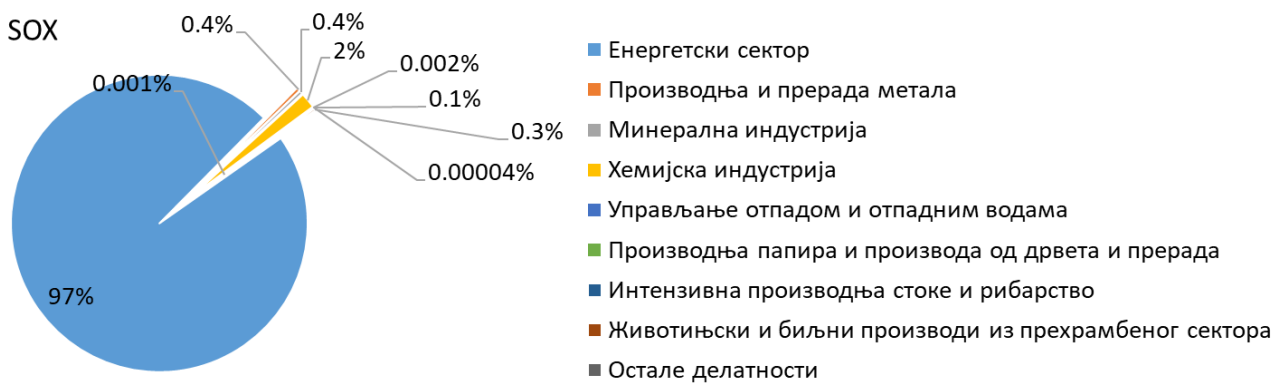 SOX
0.4%
0.4%
2%
0.002%
0.001%
0.1%
0.3%
0.00004%
97%
Енергетски сектор
Производња и прерада метала
Минерална индустрија
Хемијска индустрија
Управљање отпадом и отпадним водама
Производња папира и производа од дрвета и прерада
Интензивна производња стоке и рибарство
Животињски и биљни производи из прехрамбеног сектора
Остале делатности